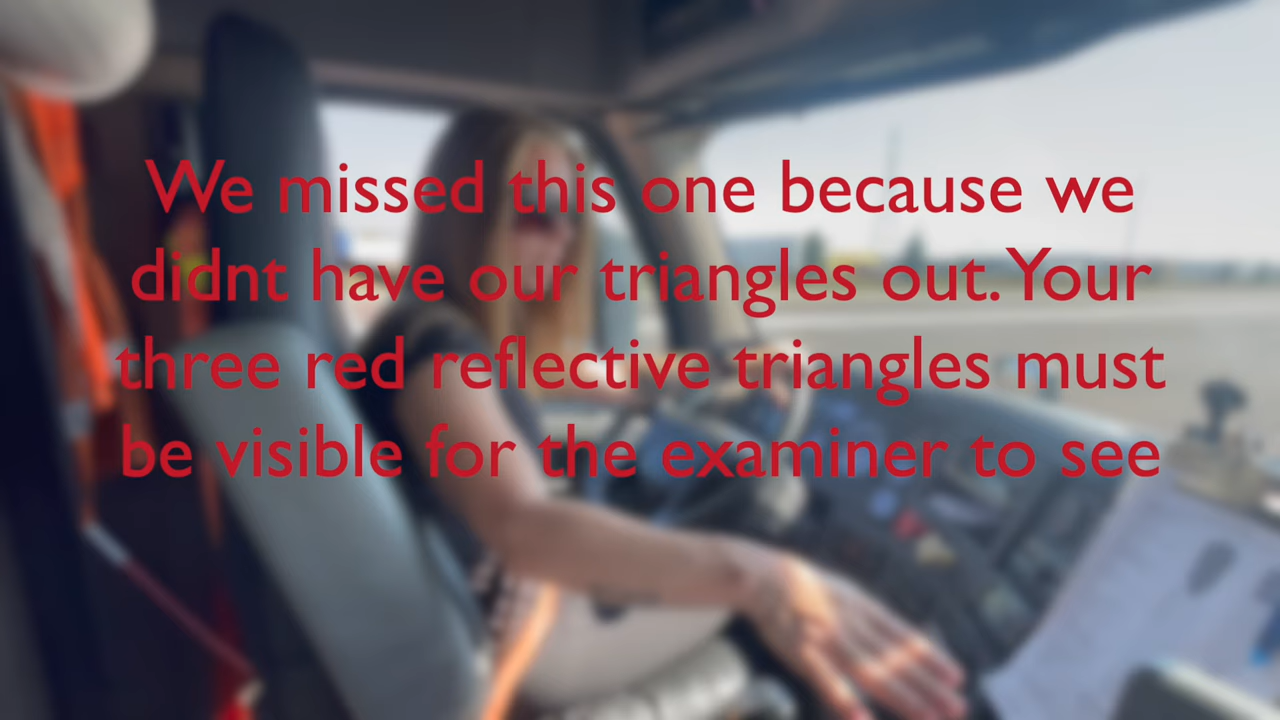 We missed this one because we
didnt have our triangles out. Your
three red reflective triangles must
be visible for the examiner to see